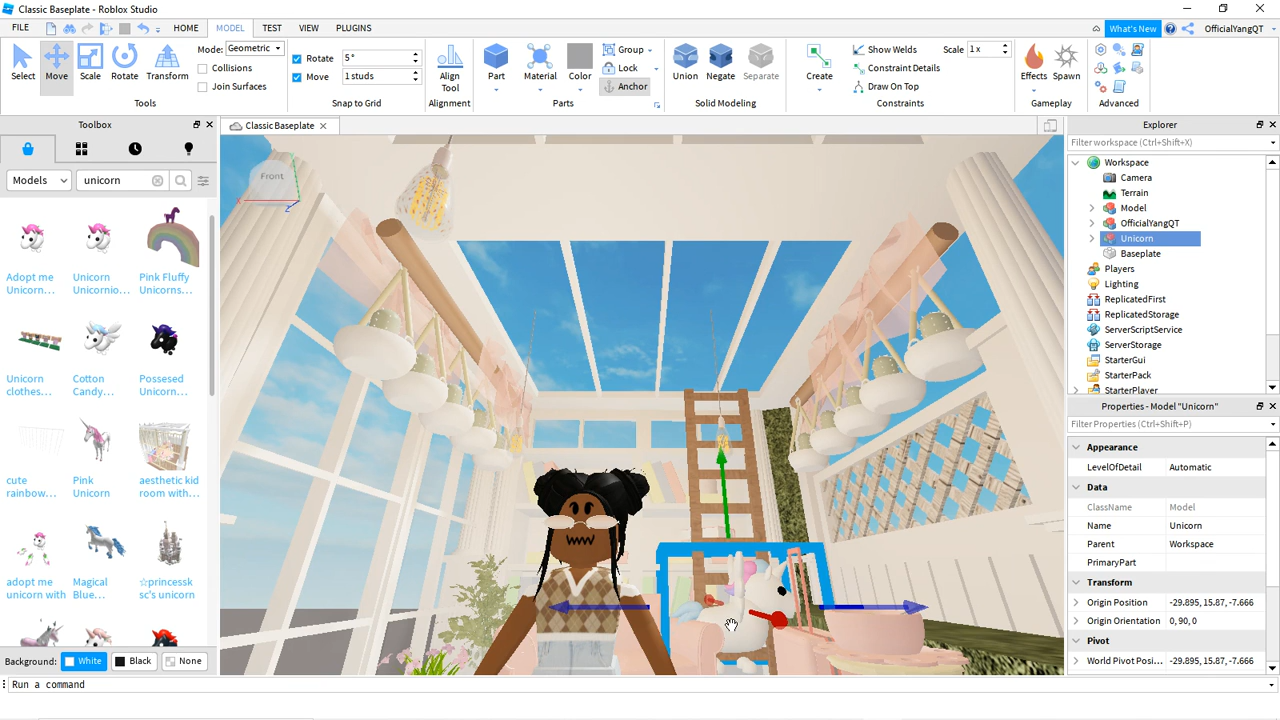 Classic Baseplate - Roblox Studio
FILE HOME MODEL TEST VIEW PLUGINS What's New OfficialYangQT
Select Move Scale Rotate Transform
Mode: Geometric
Collisions
Join Surfaces
Tools
Rotate 5°
Move 1 studs
Snap to Grid
Align Tool
Alignment
Part Material Color
Group
Lock
Anchor
Parts
Union Negate Separate
Solid Modeling
Create
Show Welds Scale 1 x
Constraint Details
Draw On Top
Constraints
Effects Spawn
Gameplay
Advanced
Toolbox
Classic Baseplate
Models unicorn
Adopt me Unicorn...
Unicorn Unicornio...
Pink Fluffy Unicorns...
Unicorn clothes...
Cotton Candy...
Possesed Unicorn...
cute rainbow...
Pink Unicorn
aesthetic kid room with...
adopt me unicorn with
Magical Blue...
☆princessk sc's unicorn
Background: White Black None
Run a command
Front
X
Z
Explorer
Filter workspace (Ctrl+Shift+X)
Workspace
Camera
Terrain
Model
OfficialYangQT
Unicorn
Baseplate
Players
Lighting
ReplicatedFirst
ReplicatedStorage
ServerScriptService
ServerStorage
StarterGui
StarterPack
StarterPlayer
Properties - Model "Unicorn"
Filter Properties (Ctrl+Shift+P)
Appearance
LevelOfDetail Automatic
Data
ClassName Model
Name Unicorn
Parent Workspace
PrimaryPart
Transform
Origin Position -29.895, 15.87, -7.666
Origin Orientation 0, 90, 0
Pivot
World Pivot Posi... -29.895, 15.87, -7.666